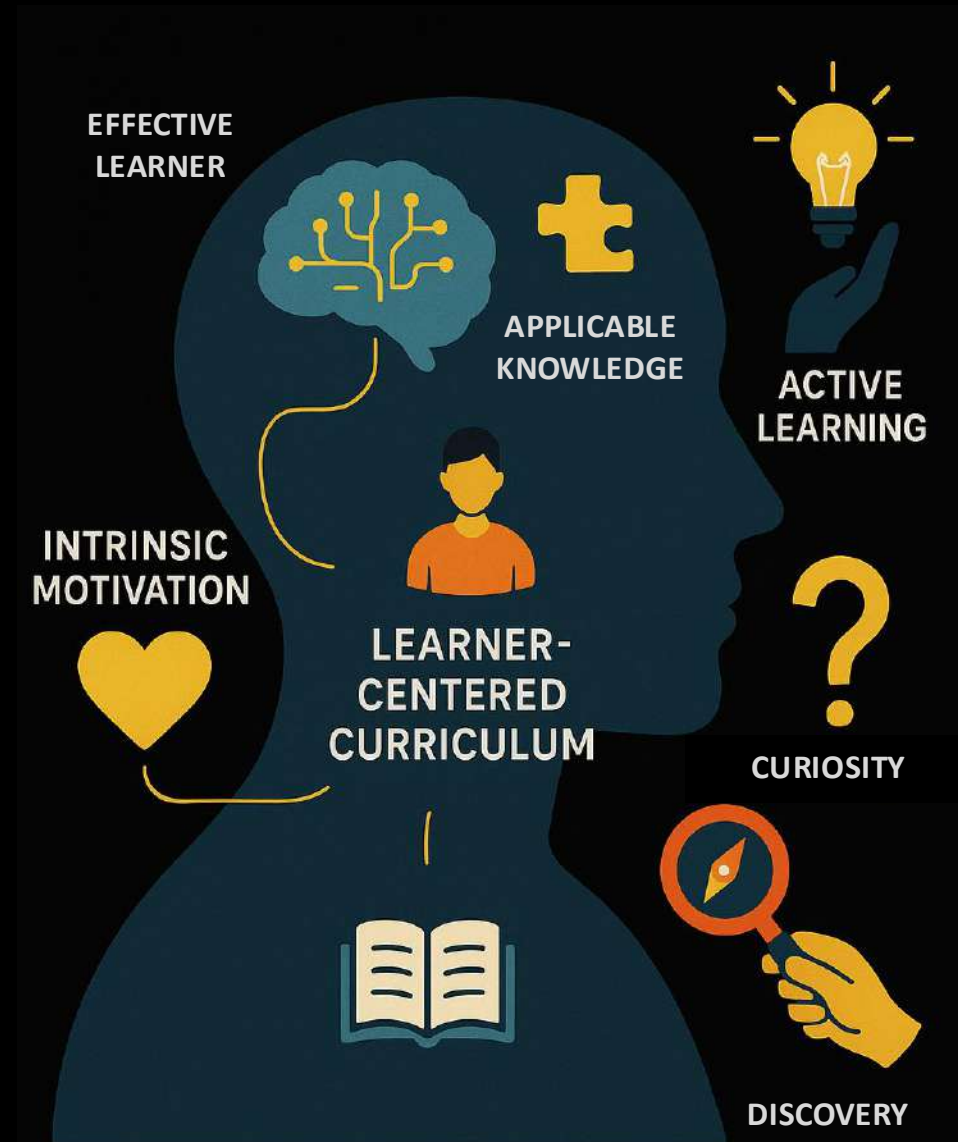 EFFECTIVE
LEARNER
APPLICABLE
KNOWLEDGE
ACTIVE
LEARNING
INTRINSIC
MOTIVATION
LEARNER-
CENTERED
CURRICULUM
CURIOSITY
DISCOVERY